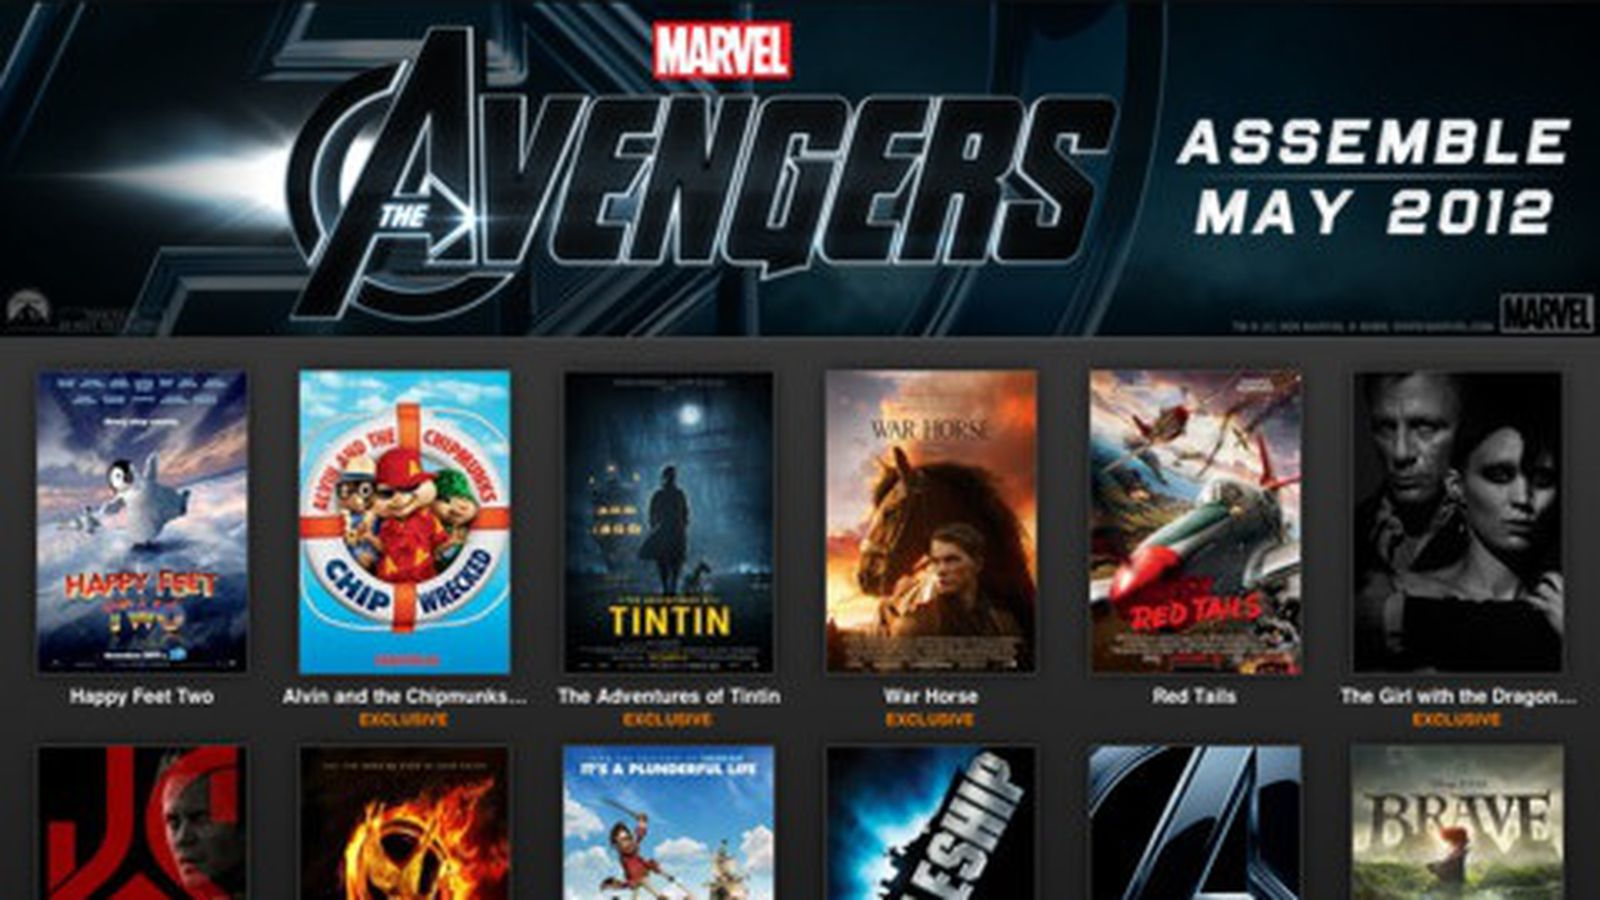 MARVEL
THE AVENGERS
ASSEMBLE
MAY 2012
MARVEL
HAPPY FEET
TWO
ALVIN AND THE CHIPMUNKS
CHIP WRECKED
TINTIN
WAR HORSE
RED TAILS
Happy Feet Two
Alvin and the Chipmunks...
The Adventures of Tintin
War Horse
Red Tails
The Girl with the Dragon...
EXCLUSIVE
EXCLUSIVE
EXCLUSIVE
EXCLUSIVE
JC
IT'S A PLUNDERFUL LIFE
ESHIP
A
BRAVE